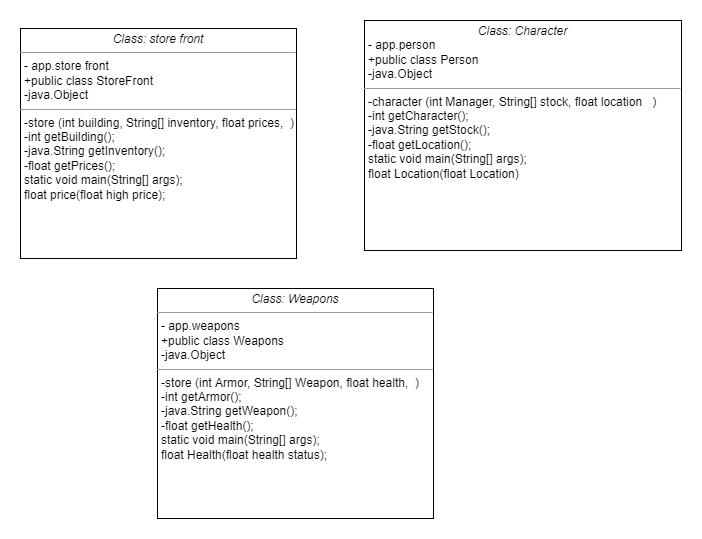 Class: store front
- app.store front
+public class StoreFront
-java.Object
-store (int building, String[] inventory, float prices,  )
-int getBuilding();
-java.String getInventory();
-float getPrices();
static void main(String[] args);
float price(float high price);
Class: Character
- app.person
+public class Person
-java.Object
-character (int Manager, String[] stock, float location   )
-int getCharacter();
-java.String getStock();
-float getLocation();
static void main(String[] args);
float Location(float Location)
Class: Weapons
- app.weapons
+public class Weapons
-java.Object
-store (int Armor, String[] Weapon, float health,  )
-int getArmor();
-java.String getWeapon();
-float getHealth();
static void main(String[] args);
float Health(float health status);